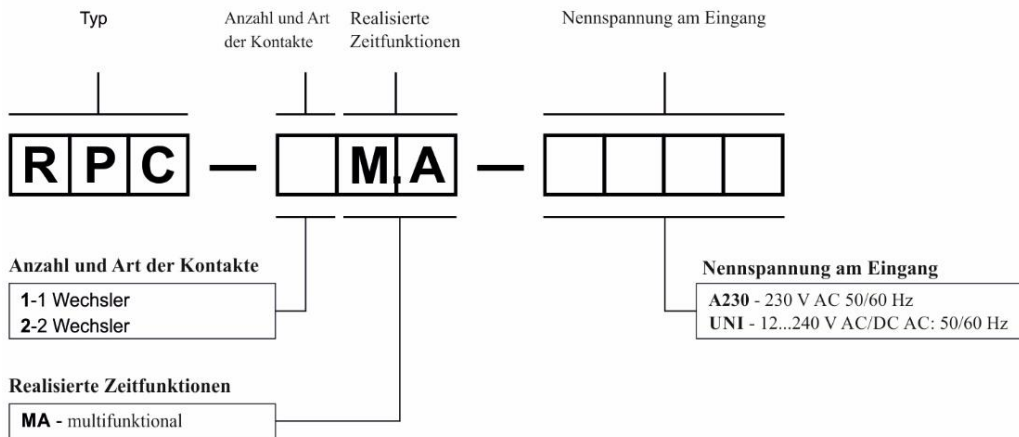 Typ
Anzahl und Art
der Kontakte
Realisierte
Zeitfunktionen
Nennspannung am Eingang
RPC — M.A —
Anzahl und Art der Kontakte
1-1 Wechsler
2-2 Wechsler
Nennspannung am Eingang
A230 - 230 V AC 50/60 Hz
UNI - 12...240 V AC/DC AC: 50/60 Hz
Realisierte Zeitfunktionen
MA - multifunktional